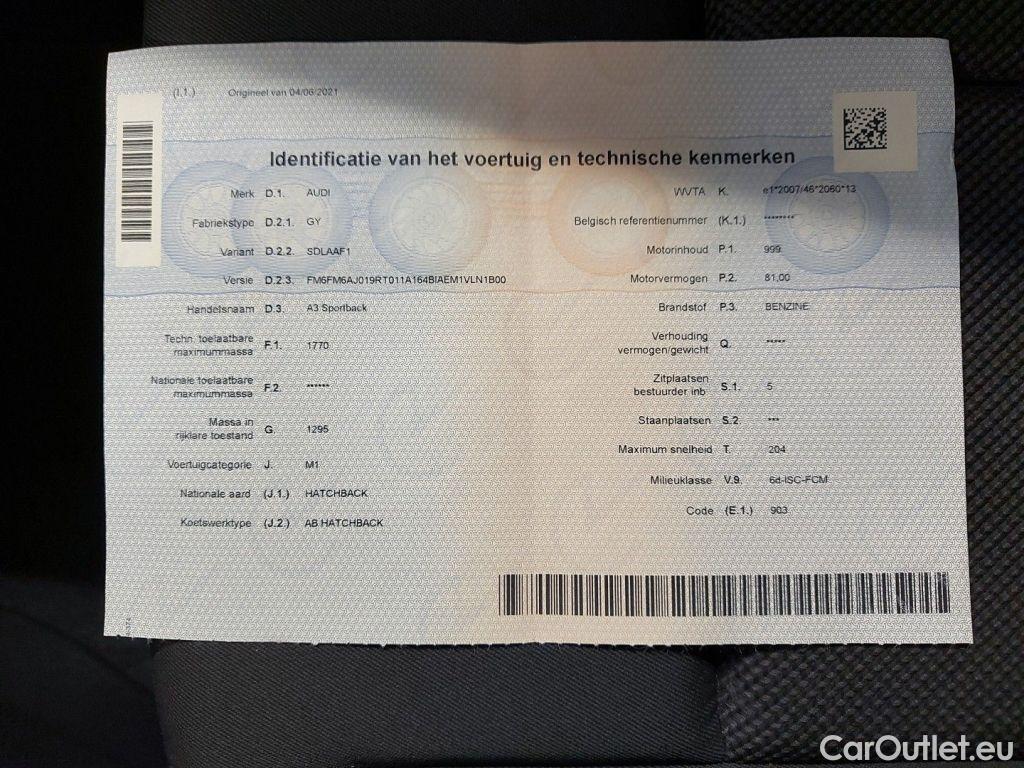 (I.1.) Origineel van 04/06/2021
Identificatie van het voertuig en technische kenmerken
Merk D.1. AUDI
Fabriekstype D.2.1. GY
Variant D.2.2. SDLAAF1
Versie D.2.3. FM6FM6AJ019RT011A164BIAEM1VLN1B00
Handelsnaam D.3. A3 Sportback
Techn. toelaatbare
maximummassa F.1. 1770
Nationale toelaatbare
maximummassa F.2. ******
Massa in
rijklare toestand G. 1295
Voertuigcategorie J. M1
Nationale aard (J.1.) HATCHBACK
Koetswerktype (J.2.) AB HATCHBACK
WVTA K. e1*2007/46*2060*13
Belgisch referentienummer (K.1.) ********
Motorinhoud P.1. 999
Motorvermogen P.2. 81,00
Brandstof P.3. BENZINE
Verhouding
vermogen/gewicht Q. *****
Zitplaatsen
bestuurder inb S.1. 5
Staanplaatsen S.2. ***
Maximum snelheid T. 204
Milieuklasse V.9. 6d-ISC-FCM
Code (E.1.) 903
CarOutlet.eu